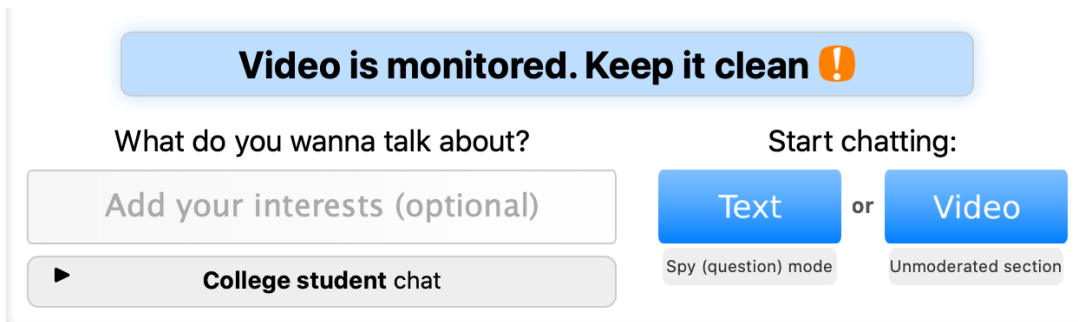 Video is monitored. Keep it clean !
What do you wanna talk about?
Add your interests (optional)
College student chat
Start chatting:
Text or Video
Spy (question) mode
Unmoderated section